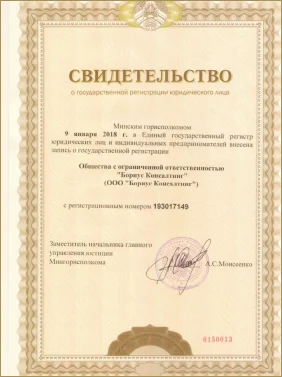 СВИДЕТЕЛЬСТВО
о государственной регистрации юридического лица
Минским горисполкомом
9 января 2018 г. в Единый государственный регистр
юридических лиц и индивидуальных предпринимателей внесена
запись о государственной регистрации
Общества с ограниченной ответственностью
"Бориус Консалтинг"
(ООО "Бориус Консалтинг")
с регистрационным номером 193017149
Заместитель начальника главного
управления юстиции
Мингорисполкома
А.С.Моисеенко
0150013